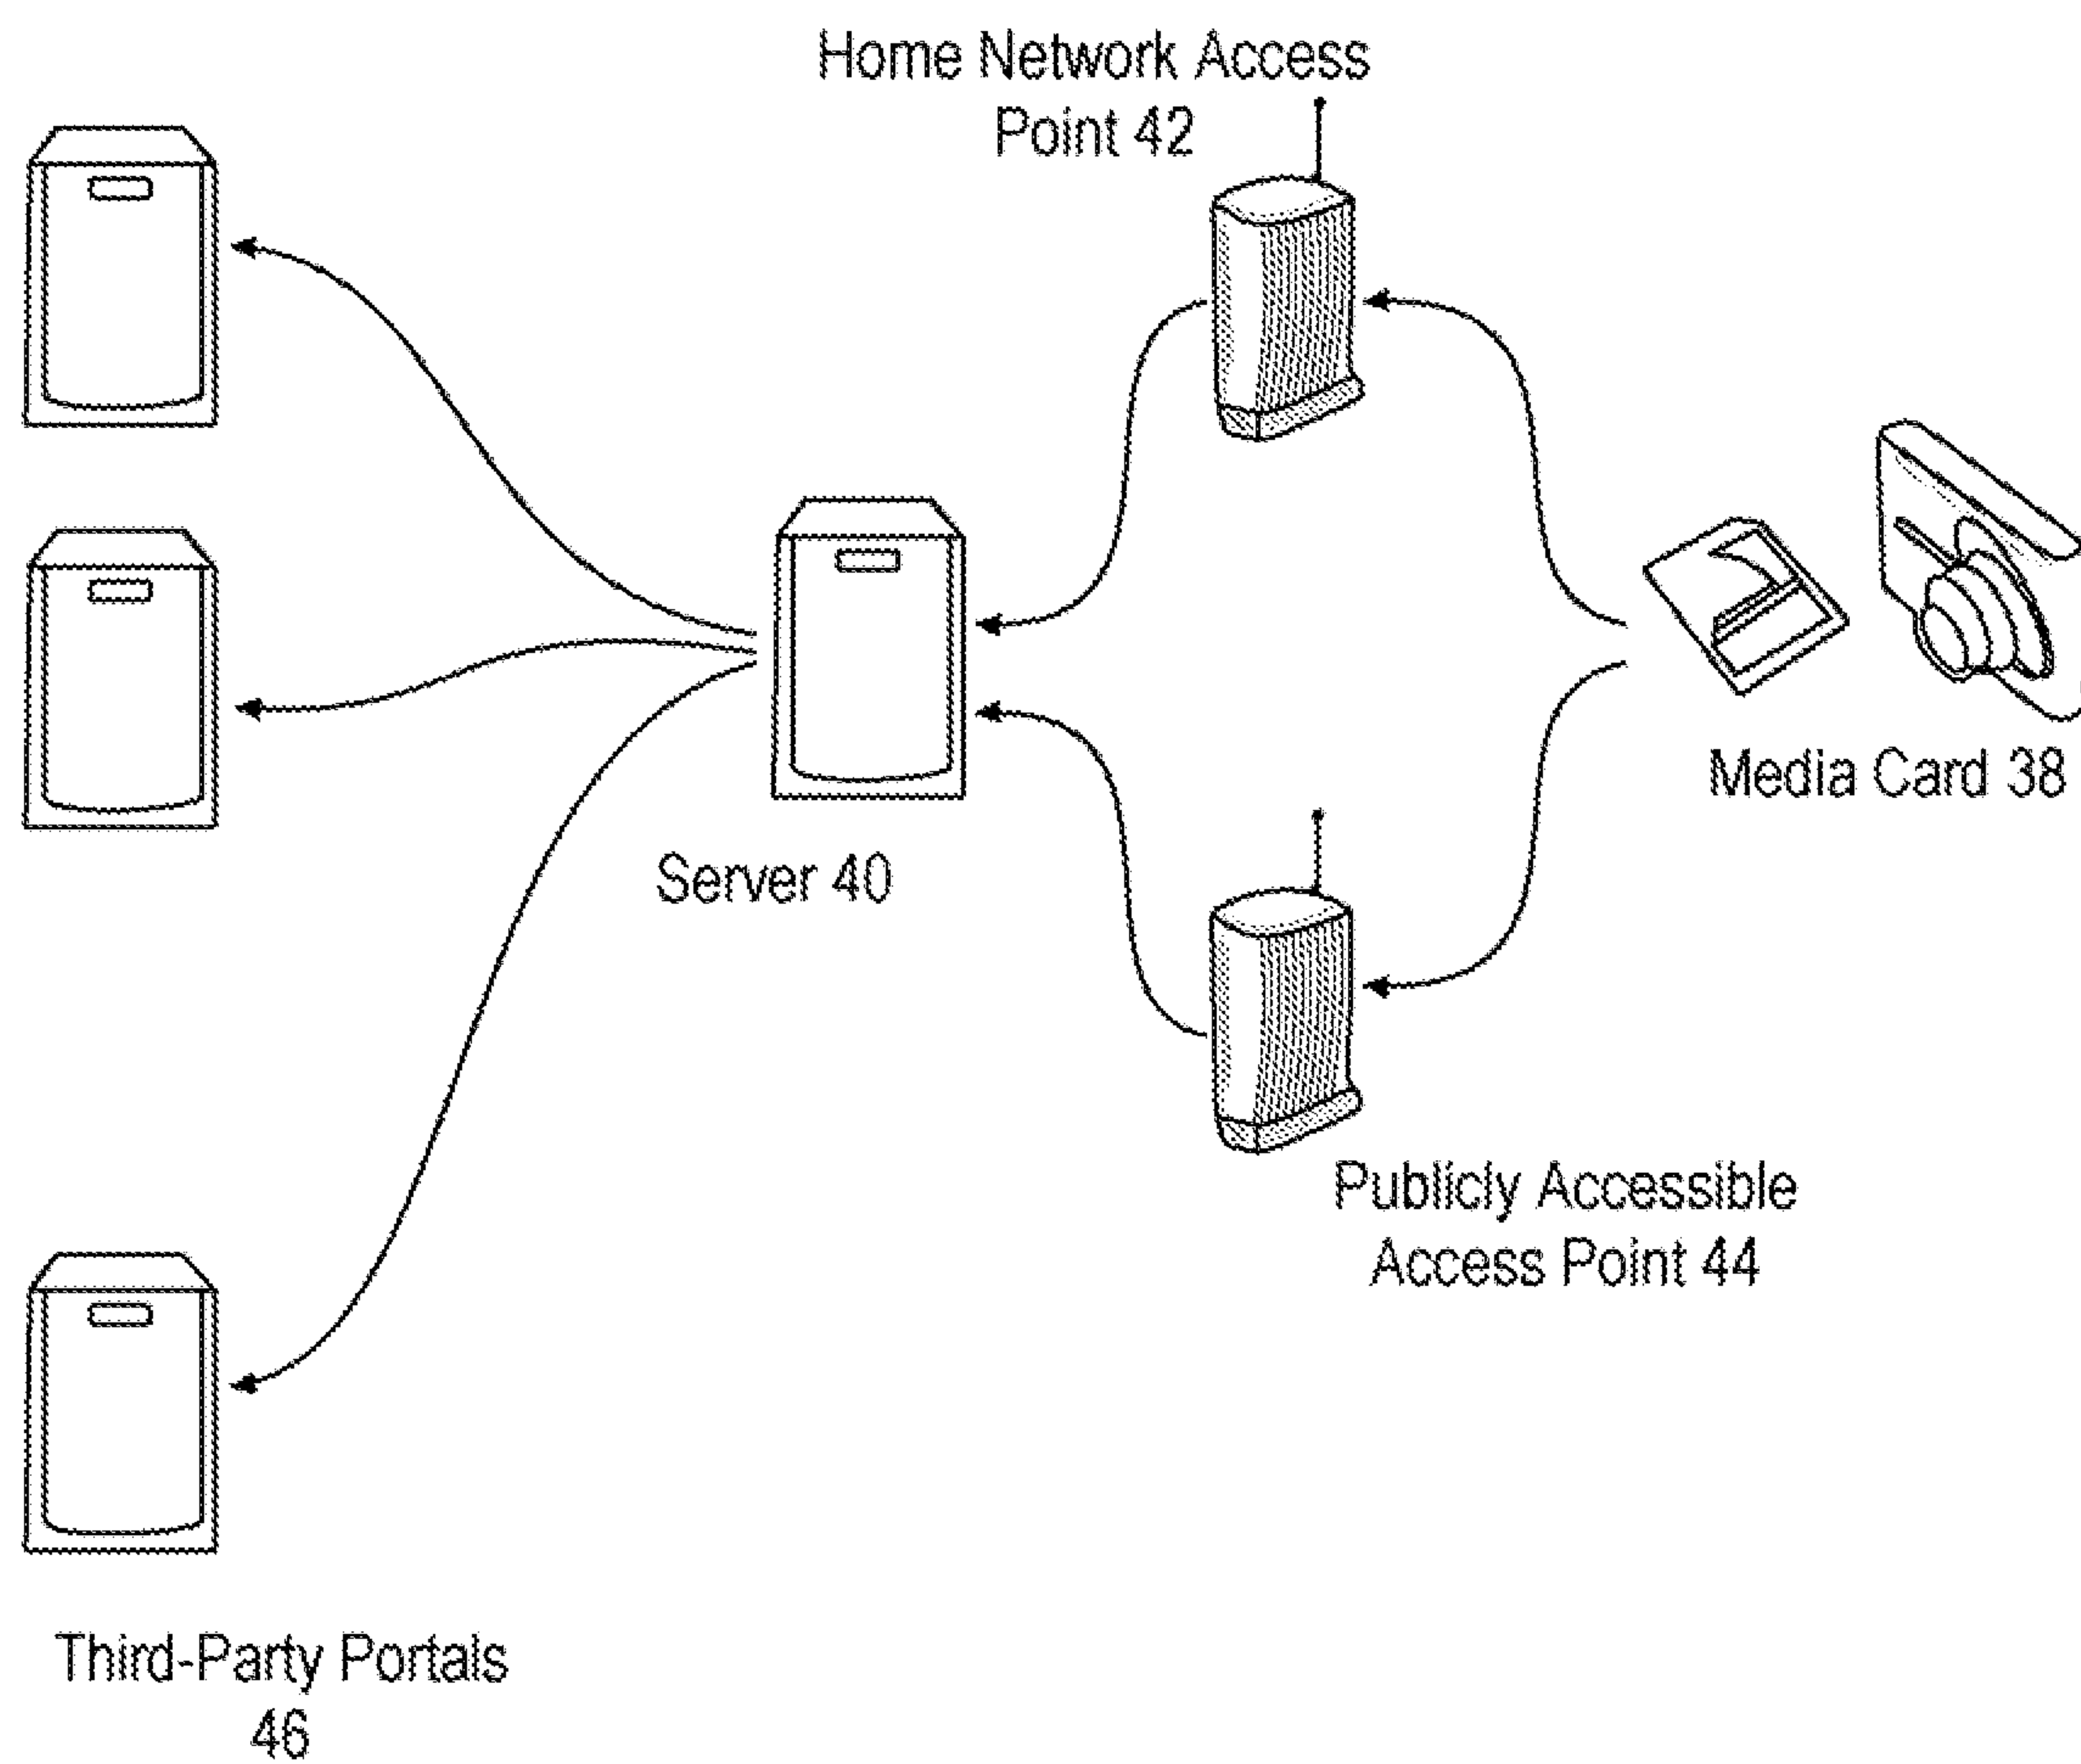 Home Network Access
Point 42
Media Card 38
Server 40
Publicly Accessible
Access Point 44
Third-Party Portals
46